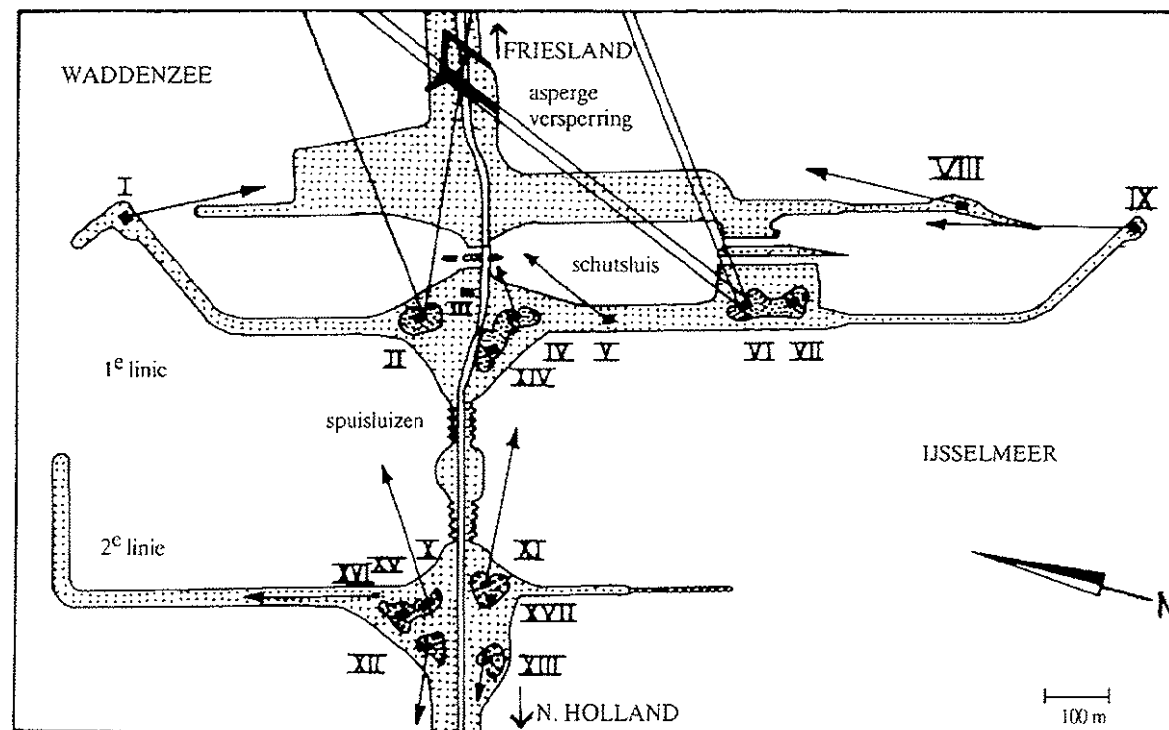 FRIESLAND
WADDENZEE
asperge
versperring
VIII
I
IX
schutsluis
III
II
IV
V
VI
VII
XIV
1e linie
spuisluizen
IJSSELMEER
2e linie
X
XI
XV
XVI
XVII
XII
XIII
N
N. HOLLAND
100 m